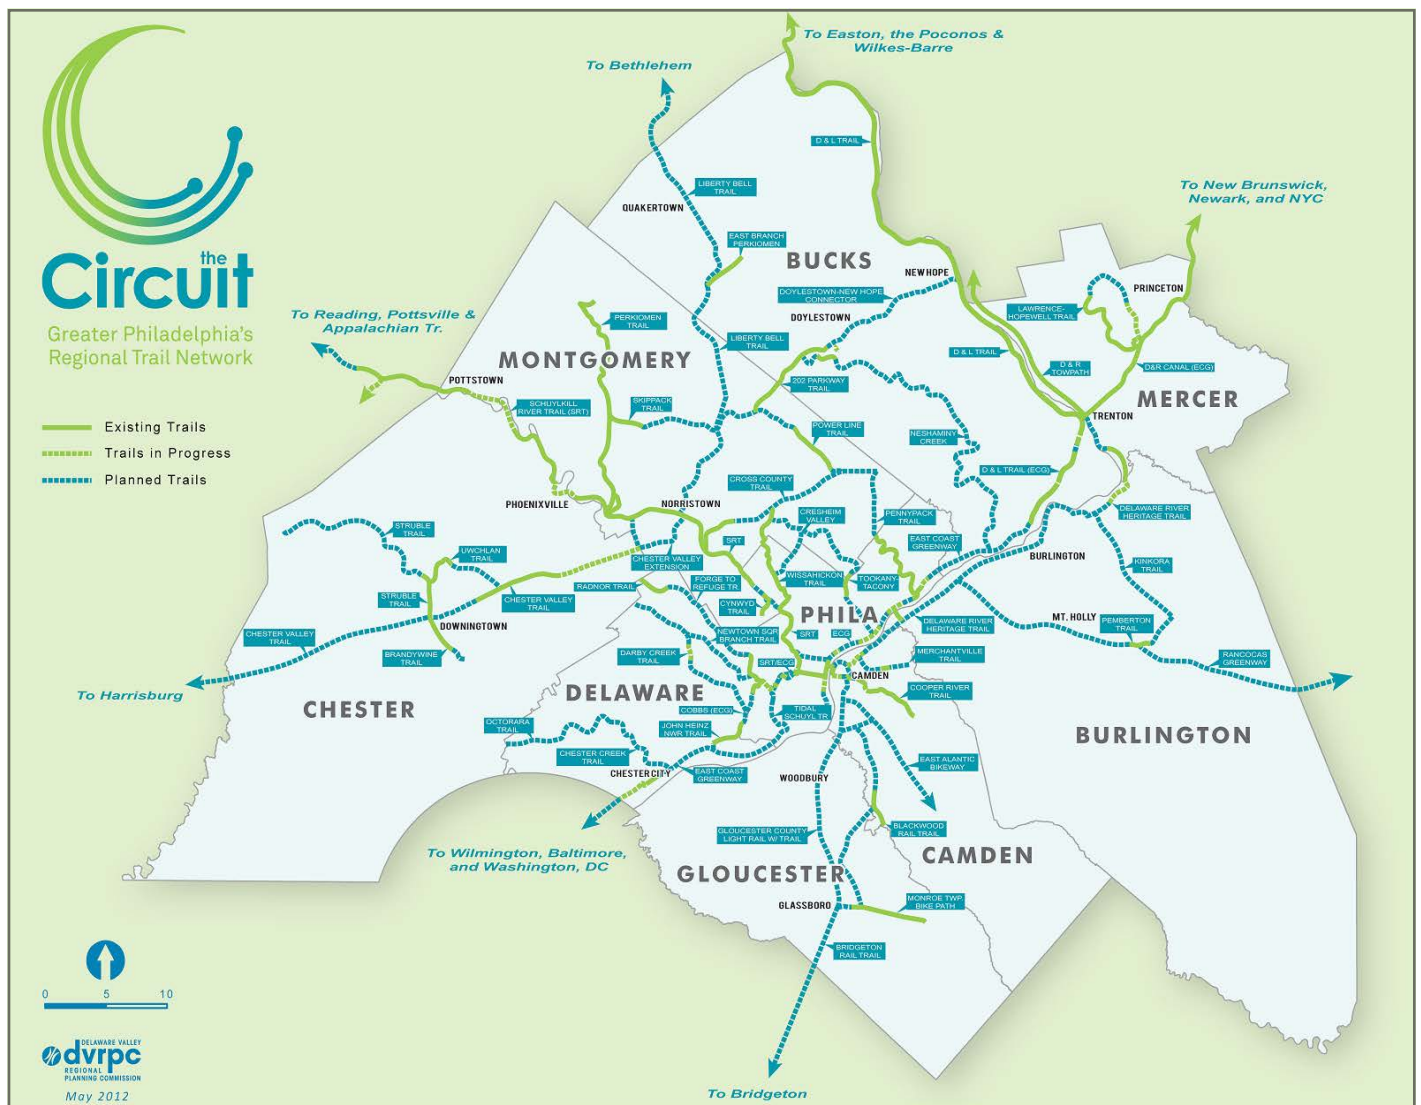 To Easton, the Poconos &
Wilkes-Barre
To Bethlehem
D & L TRAIL
the
Circuit
Greater Philadelphia's
Regional Trail Network
LIBERTY BELL
TRAIL
QUAKERTOWN
To New Brunswick,
Newark, and NYC
EAST BRANCH
PERKIOMEN
BUCKS
NEW HOPE
DOYLESTOWN-NEW HOPE
CONNECTOR
DOYLESTOWN
PRINCETON
LAWRENCE-
HOPEWELL TRAIL
To Reading, Pottsville &
Appalachian Tr.
PERKIOMEN
TRAIL
LIBERTY BELL
TRAIL
MONTGOMERY
D & L TRAIL
D & R
TOWPATH
D&R CANAL (ECG)
POTTSTOWN
202 PARKWAY
TRAIL
MERCER
SCHUYLKILL
RIVER TRAIL (SRT)
SKIPPACK
TRAIL
TRENTON
Existing Trails
Trails in Progress
Planned Trails
POWER LINE
TRAIL
NESHAMINY
CREEK
D & L TRAIL (ECG)
CROSS COUNTY
TRAIL
PHOENIXVILLE
NORRISTOWN
CRESHEIM
VALLEY
PENNYPACK
TRAIL
DELAWARE RIVER
HERITAGE TRAIL
STRUBLE
TRAIL
SRT
EAST COAST
GREENWAY
BURLINGTON
UWCHLAN
TRAIL
CHESTER VALLEY
EXTENSION
KINKORA
TRAIL
RADNOR TRAIL
FORGE TO
REFUGE TR.
WISSAHICKON
TRAIL
TOOKANY-
TACONY
STRUBLE
TRAIL
CHESTER VALLEY
TRAIL
CYNWYD
TRAIL
PHILA
MT. HOLLY
PEMBERTON
TRAIL
DOWNINGTOWN
CHESTER VALLEY
TRAIL
NEWTOWN SQR
BRANCH TRAIL
SRT
ECG
DELAWARE RIVER
HERITAGE TRAIL
BRANDYWINE
TRAIL
DARBY CREEK
TRAIL
SRT/ECG
MERCHANTVILLE
TRAIL
RANCOCAS
GREENWAY
CAMDEN
To Harrisburg
DELAWARE
COOPER RIVER
TRAIL
CHESTER
COBBS (ECG)
TIDAL
SCHUYL TR
OCTORARA
TRAIL
JOHN HEINZ
NWR TRAIL
BURLINGTON
CHESTER CREEK
TRAIL
EAST ALANTIC
BIKEWAY
CHESTER CITY
EAST COAST
GREENWAY
WOODBURY
GLOUCESTER COUNTY
LIGHT RAIL W/ TRAIL
BLACKWOOD
RAIL TRAIL
To Wilmington, Baltimore,
and Washington, DC
CAMDEN
GLOUCESTER
GLASSBORO
MONROE TWP.
BIKE PATH
BRIDGETON
RAIL TRAIL
0 5 10
DELAWARE VALLEY
dvrpc
REGIONAL
PLANNING COMMISSION
May 2012
To Bridgeton